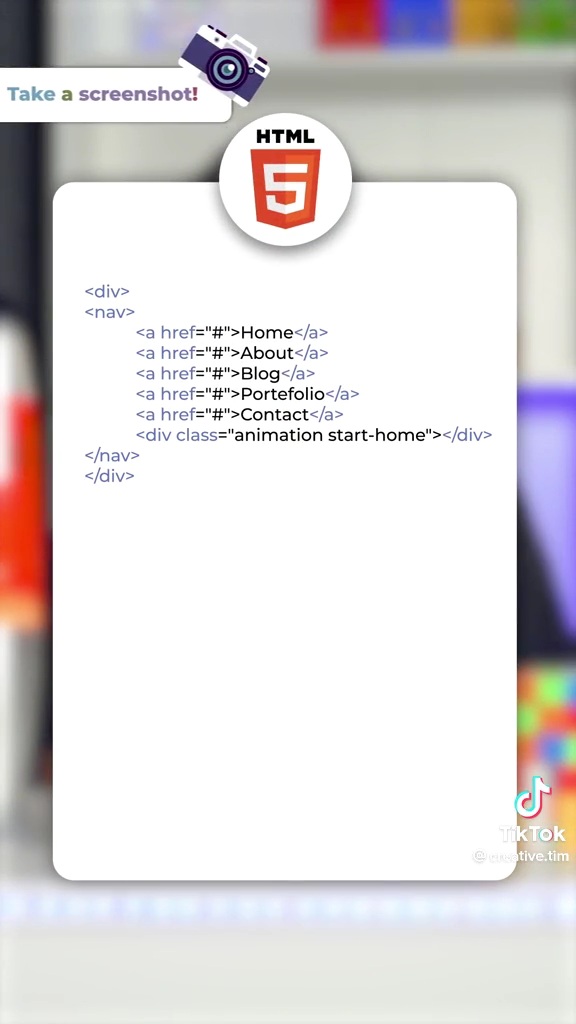 Take a screenshot!
HTML
5
<div>
<nav>
<a href="#">Home</a>
<a href="#">About</a>
<a href="#">Blog</a>
<a href="#">Portefolio</a>
<a href="#">Contact</a>
<div class="animation start-home"></div>
</nav>
</div>
TikTok
@creative.tim